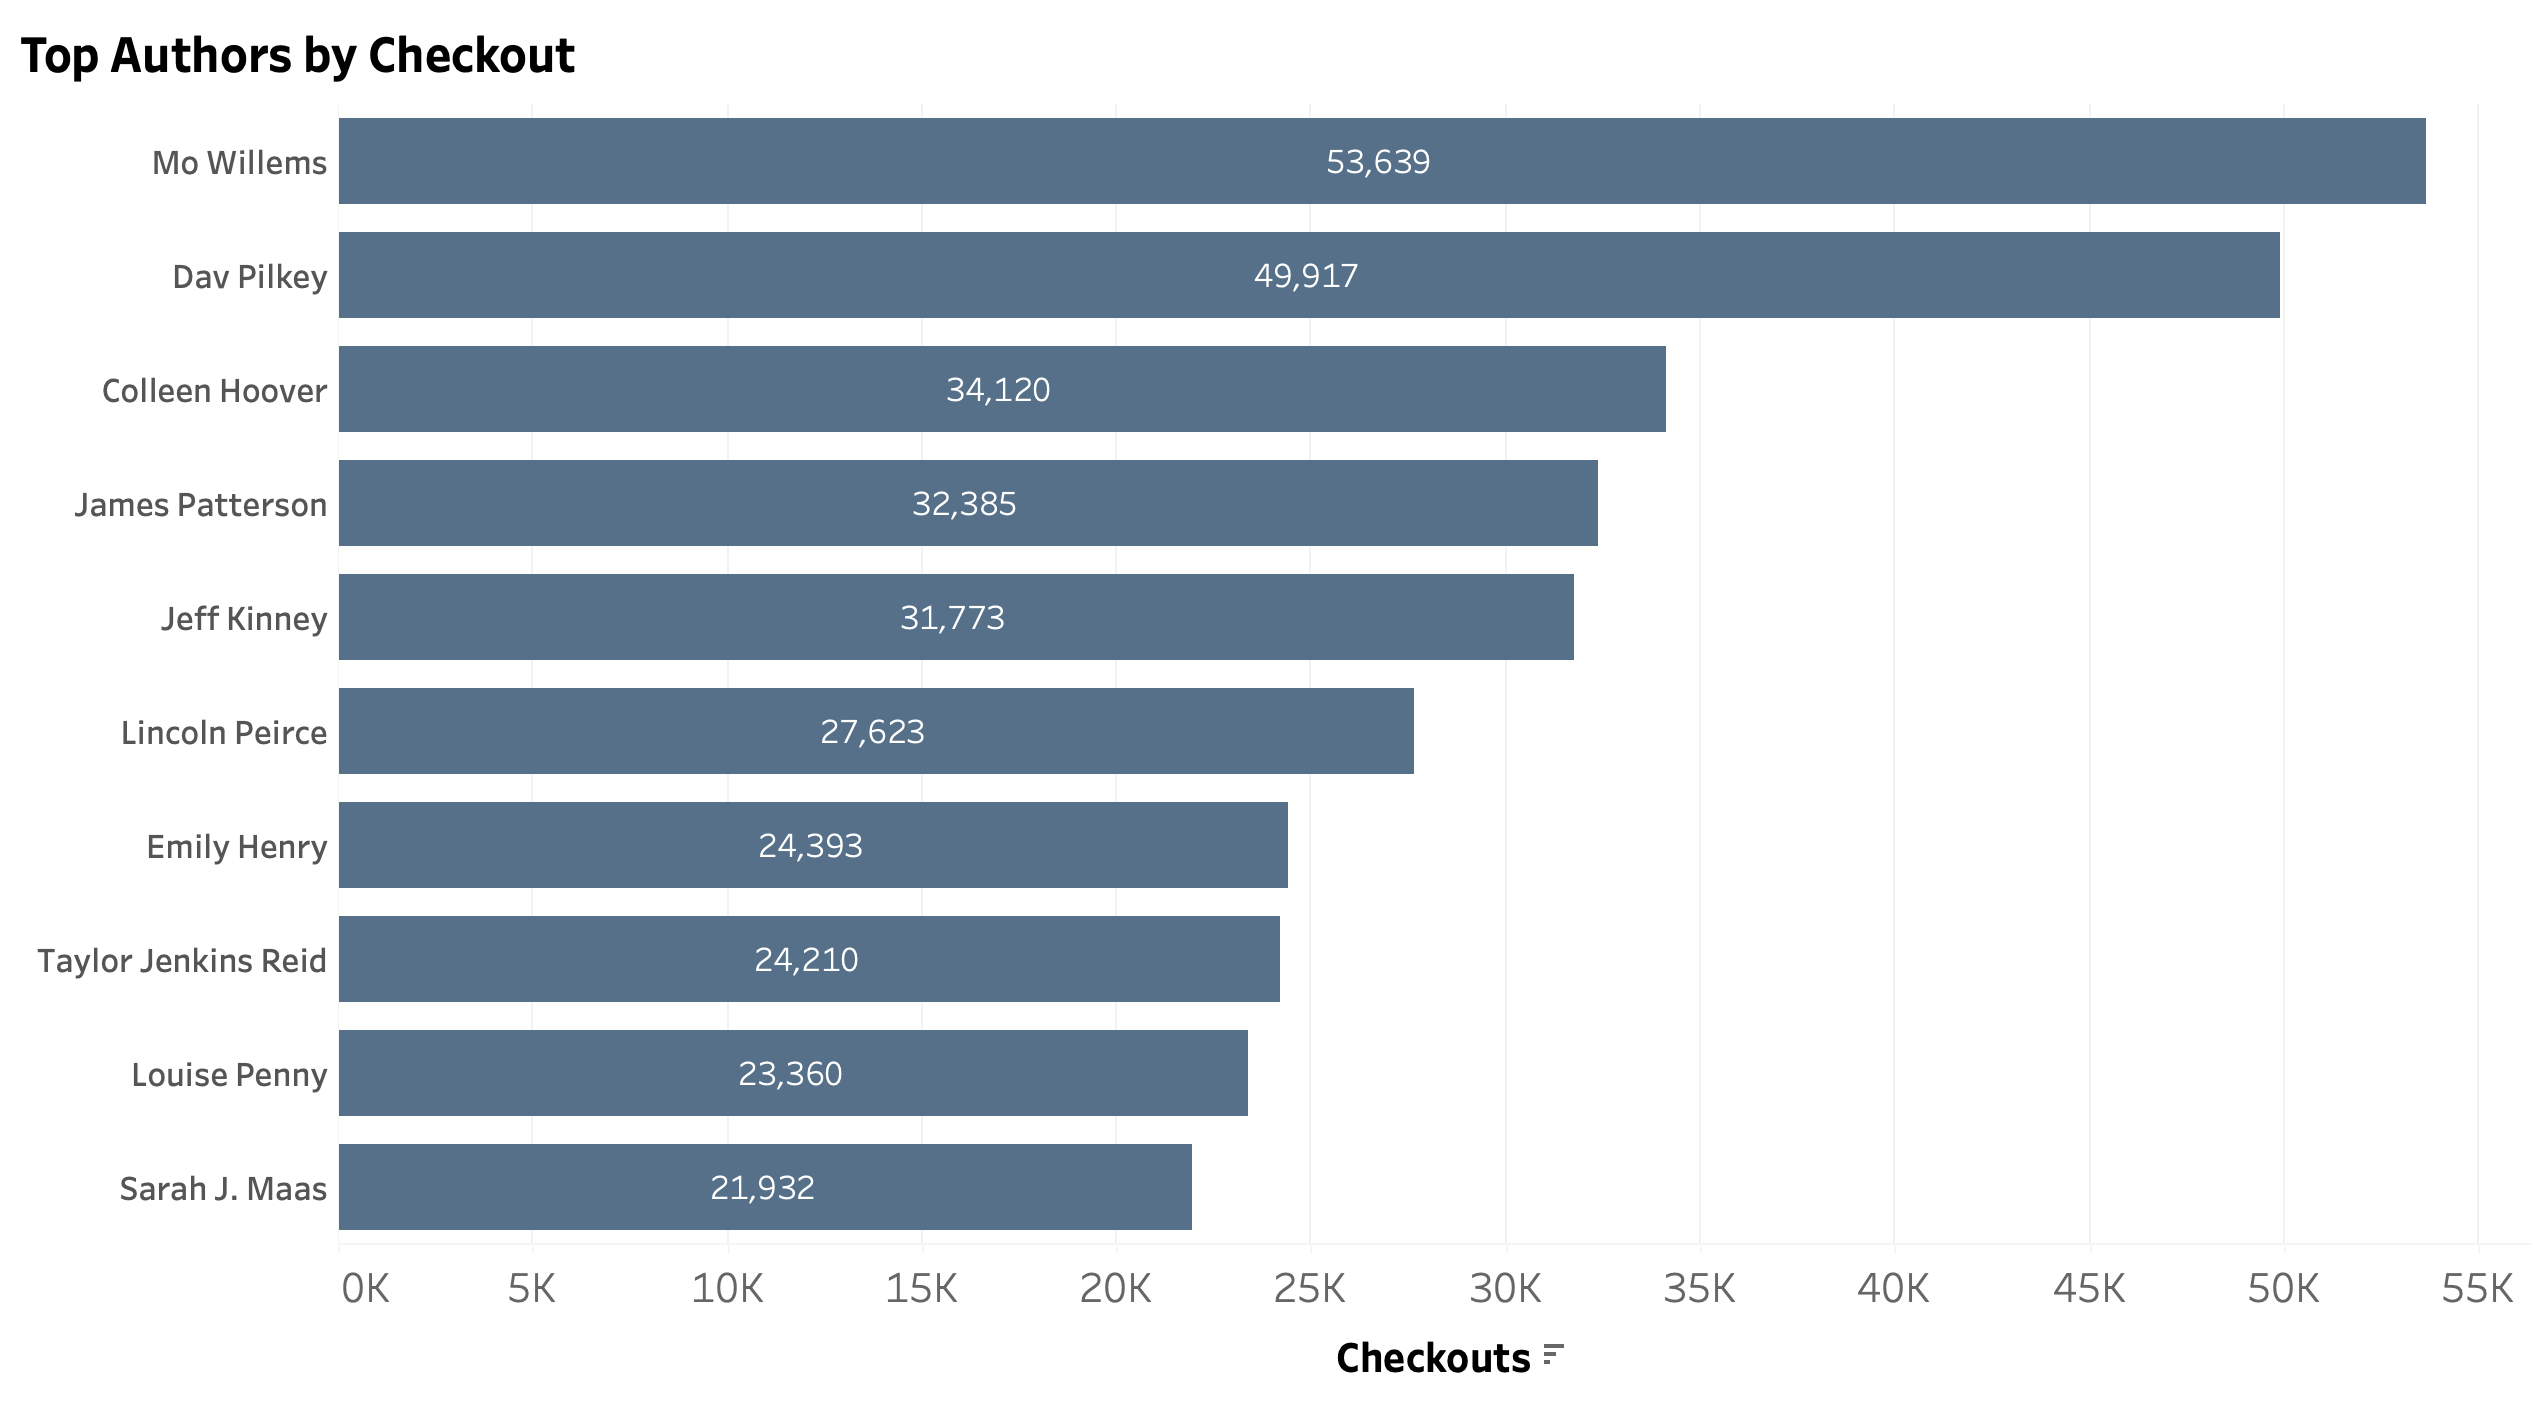 Top Authors by Checkout
Mo Willems 53,639
Dav Pilkey 49,917
Colleen Hoover 34,120
James Patterson 32,385
Jeff Kinney 31,773
Lincoln Peirce 27,623
Emily Henry 24,393
Taylor Jenkins Reid 24,210
Louise Penny 23,360
Sarah J. Maas 21,932
0K 5K 10K 15K 20K 25K 30K 35K 40K 45K 50K 55K
Checkouts